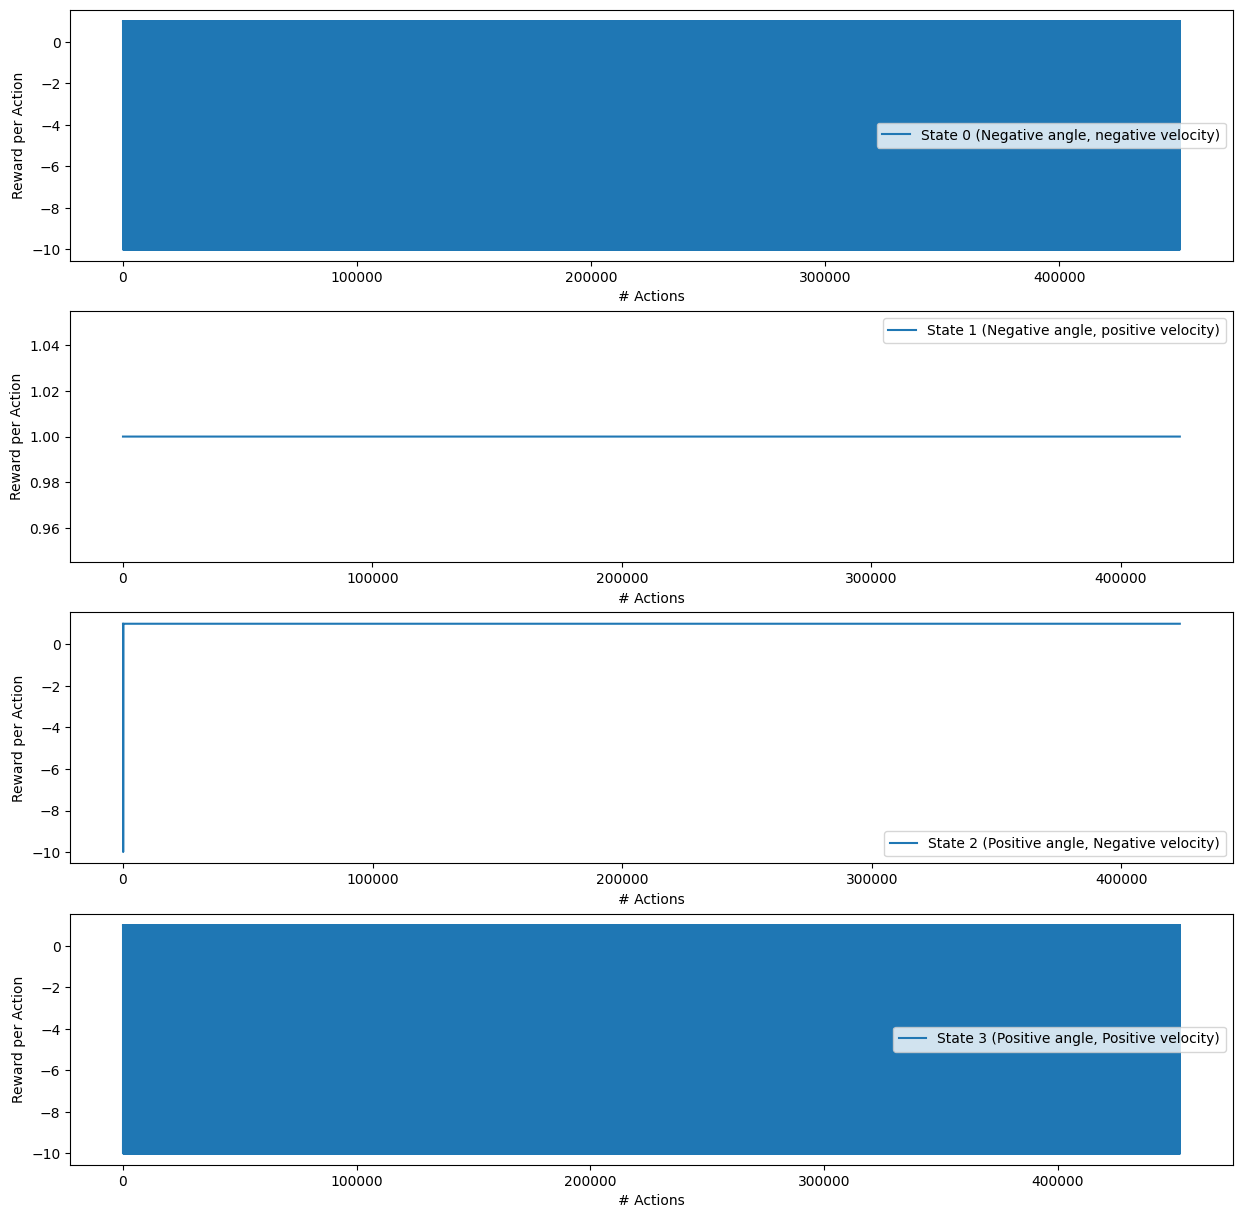 0
−2
−4
−6
−8
−10
Reward per Action
State 0 (Negative angle, negative velocity)
0 100000 200000 300000 400000
# Actions
1.04
1.02
1.00
0.98
0.96
Reward per Action
State 1 (Negative angle, positive velocity)
0 100000 200000 300000 400000
# Actions
0
−2
−4
−6
−8
−10
Reward per Action
State 2 (Positive angle, Negative velocity)
0 100000 200000 300000 400000
# Actions
0
−2
−4
−6
−8
−10
Reward per Action
State 3 (Positive angle, Positive velocity)
0 100000 200000 300000 400000
# Actions